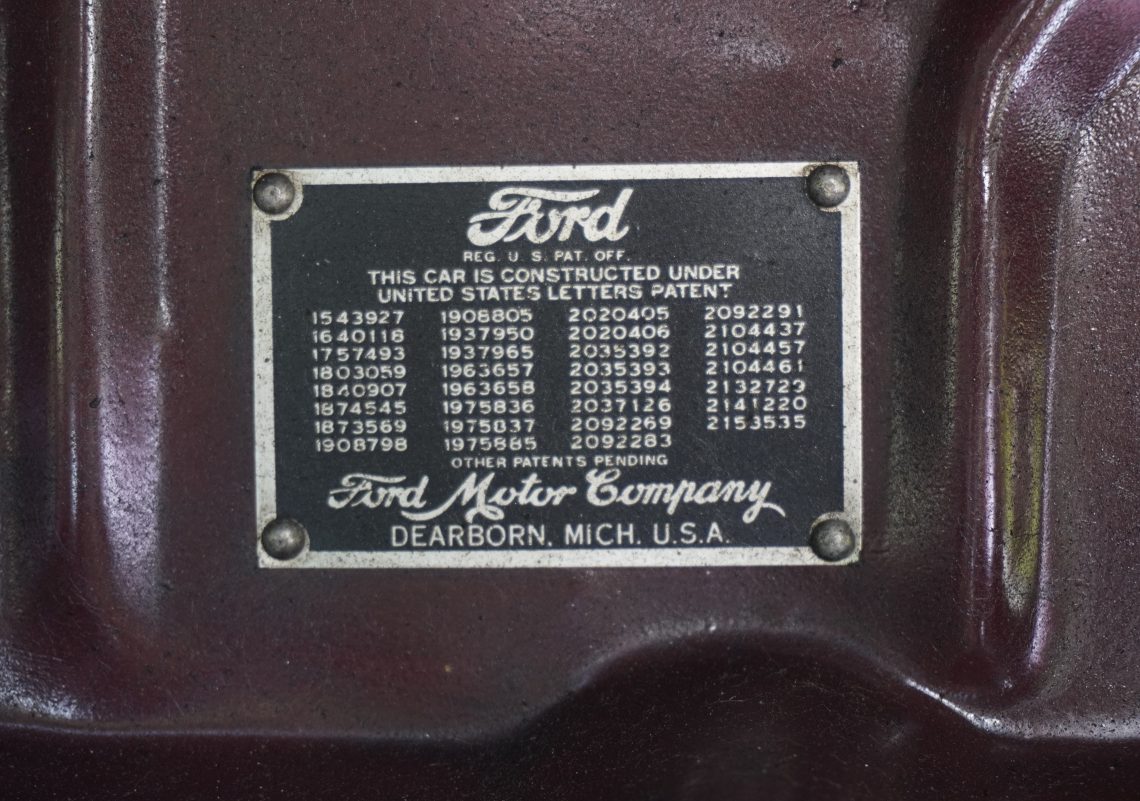 Ford
REG. U. S. PAT. OFF.
THIS CAR IS CONSTRUCTED UNDER
UNITED STATES LETTERS PATENT
1543927 1908805 2020405 2092291
1640118 1937950 2020406 2104437
1757493 1937965 2035392 2104457
1803059 1963657 2035393 2104461
1840907 1963658 2035394 2132723
1874545 1975836 2037126 2141220
1873569 1975837 2092269 2153535
1908798 1975885 2092283
OTHER PATENTS PENDING
Ford Motor Company
DEARBORN, MICH. U.S.A.